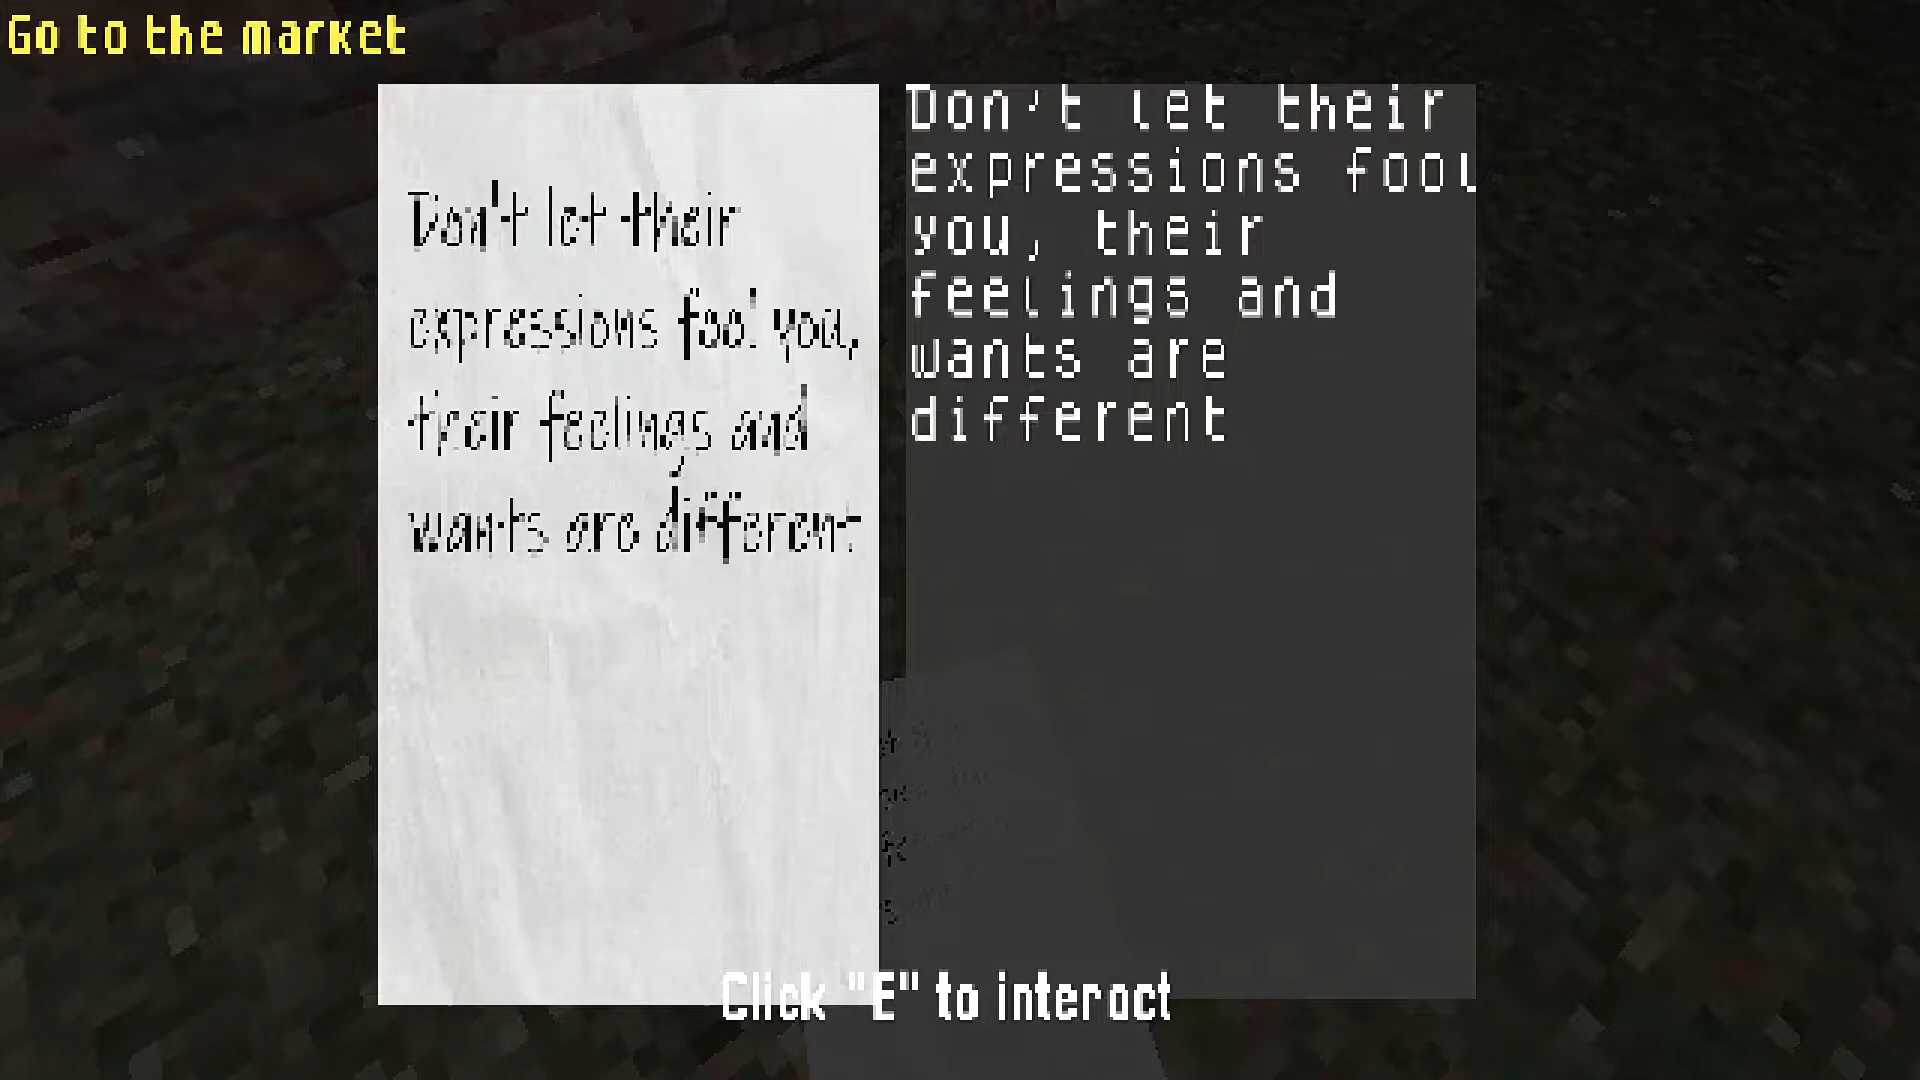 Go to the market
Don't let their
expressions fool you,
their feelings and
wants are different
Don't let their
expressions fool
you, their
feelings and
wants are
different
Click "E" to interact